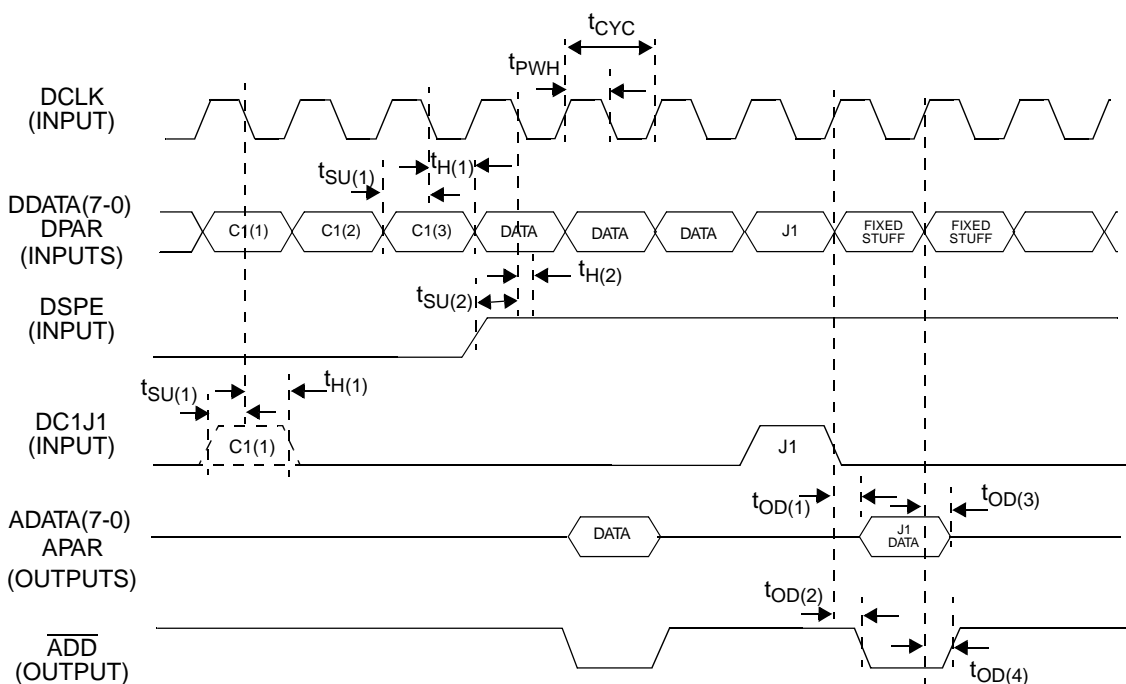 tCYC
tPWH
DCLK
(INPUT)
tSU(1)
tH(1)
DDATA(7-0)
DPAR
(INPUTS)
C1(1)
C1(2)
C1(3)
DATA
DATA
DATA
J1
FIXED
STUFF
FIXED
STUFF
tH(2)
DSPE
(INPUT)
tSU(2)
tSU(1)
tH(1)
DC1J1
(INPUT)
C1(1)
J1
tOD(1)
tOD(3)
ADATA(7-0)
APAR
(OUTPUTS)
DATA
J1
DATA
tOD(2)
ADD
(OUTPUT)
tOD(4)